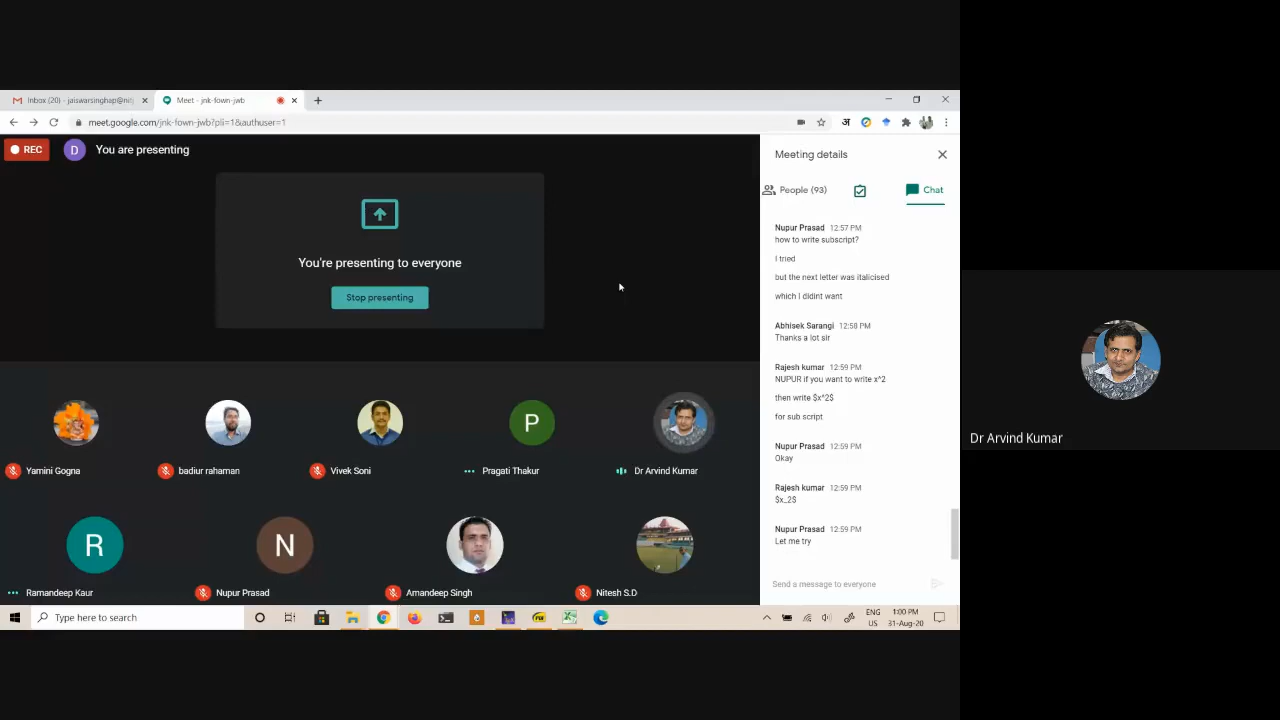 Inbox (20) - jaiswarsinghap@nitj
Meet - jnk-fown-jwb
meet.google.com/jnk-fown-jwb?pli=1&authuser=1
अ
REC
D
You are presenting
You're presenting to everyone
Stop presenting
Meeting details
People (93)
Chat
Nupur Prasad 12:57 PM
how to write subscript?
I tried
but the next letter was italicised
which I didint want
Abhisek Sarangi 12:58 PM
Thanks a lot sir
Rajesh kumar 12:59 PM
NUPUR if you want to write x^2
then write $x^2$
for sub script
Nupur Prasad 12:59 PM
Okay
Rajesh kumar 12:59 PM
$x_2$
Nupur Prasad 12:59 PM
Let me try
Send a message to everyone
P
Yamini Gogna
badiur rahaman
Vivek Soni
Pragati Thakur
Dr Arvind Kumar
R
N
Ramandeep Kaur
Nupur Prasad
Amandeep Singh
Nitesh S.D
Dr Arvind Kumar
Type here to search
ENG
US
1:00 PM
31-Aug-20